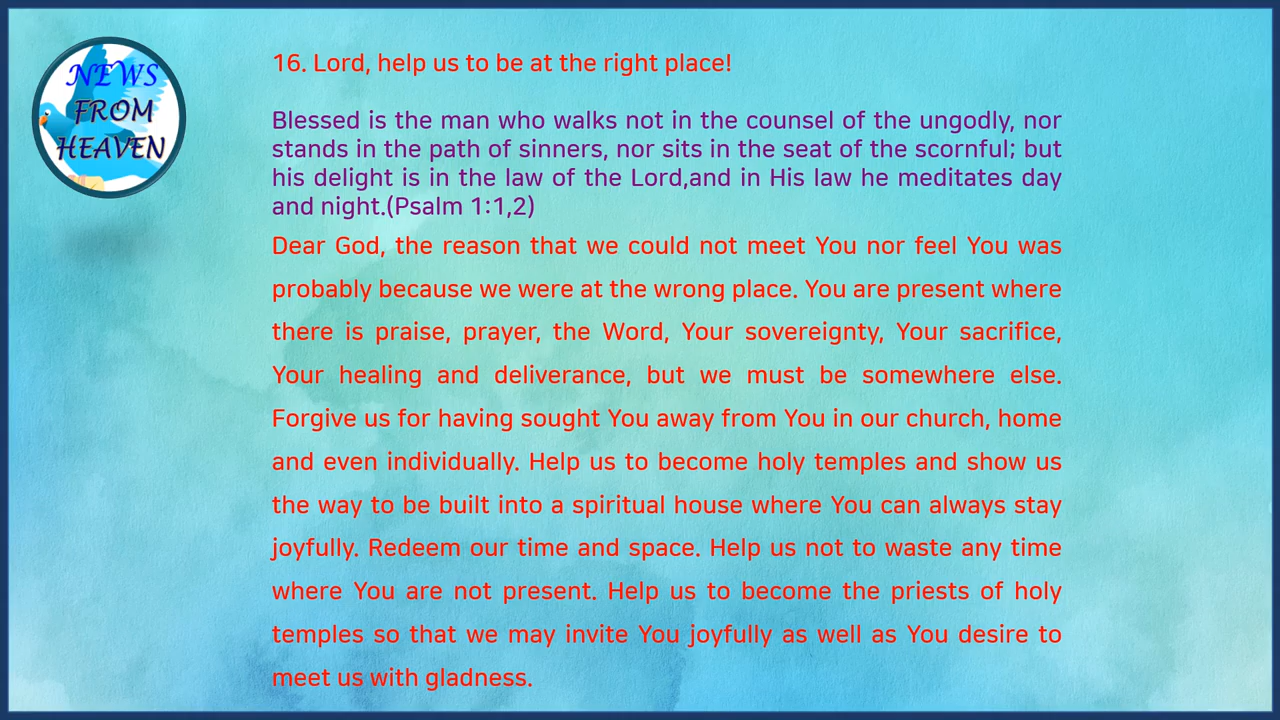 NEWS
FROM
HEAVEN
16. Lord, help us to be at the right place!
Blessed is the man who walks not in the counsel of the ungodly, nor
stands in the path of sinners, nor sits in the seat of the scornful; but
his delight is in the law of the Lord,and in His law he meditates day
and night.(Psalm 1:1,2)
Dear God, the reason that we could not meet You nor feel You was
probably because we were at the wrong place. You are present where
there is praise, prayer, the Word, Your sovereignty, Your sacrifice,
Your healing and deliverance, but we must be somewhere else.
Forgive us for having sought You away from You in our church, home
and even individually. Help us to become holy temples and show us
the way to be built into a spiritual house where You can always stay
joyfully. Redeem our time and space. Help us not to waste any time
where You are not present. Help us to become the priests of holy
temples so that we may invite You joyfully as well as You desire to
meet us with gladness.